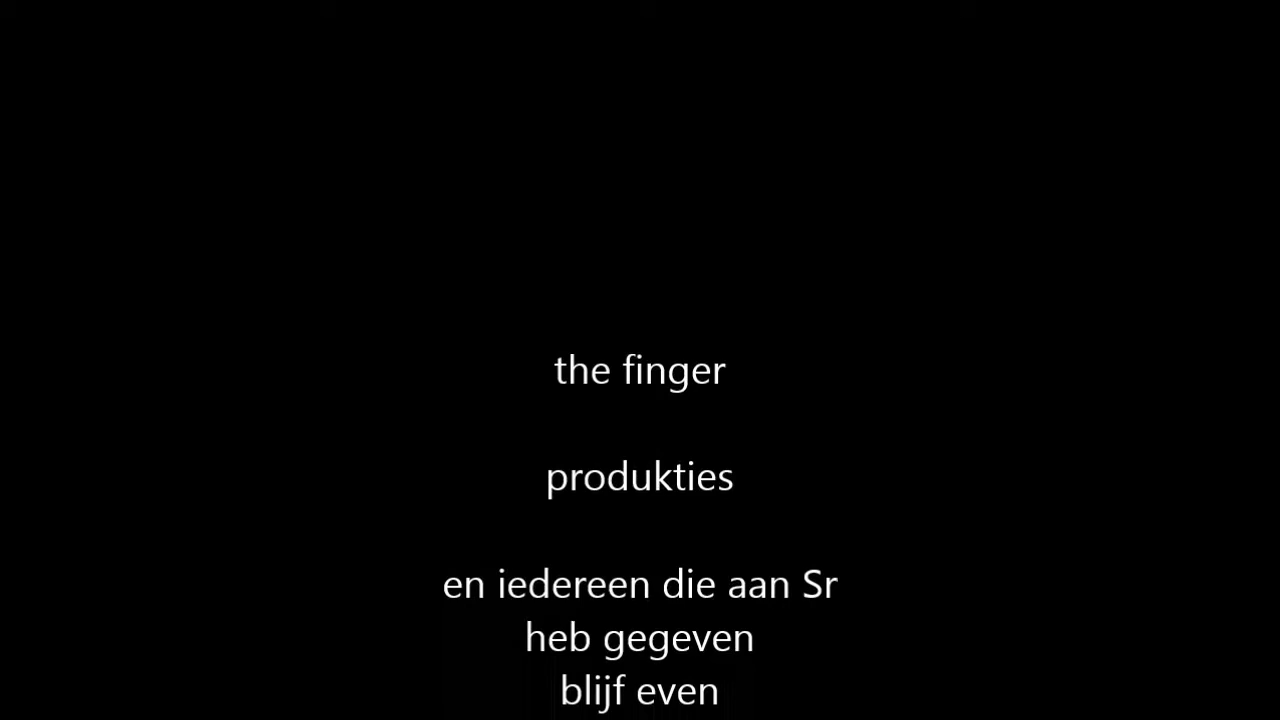 the finger
produkties
en iedereen die aan Sr
heb gegeven
blijf even